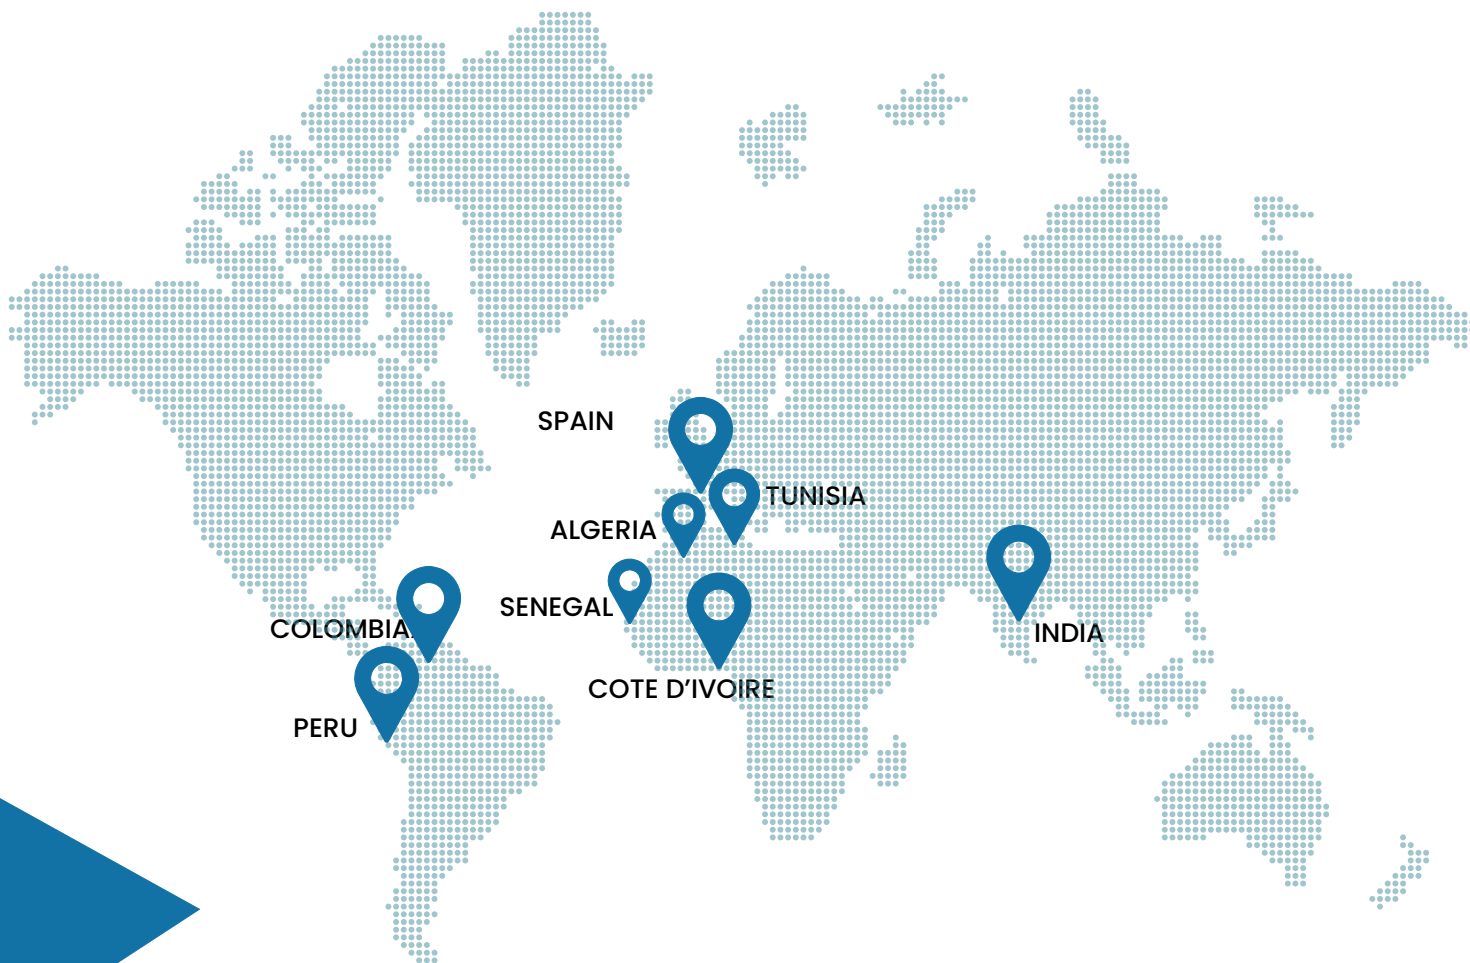 SPAIN
TUNISIA
ALGERIA
SENEGAL
COLOMBIA.
INDIA
COTE D’IVOIRE
PERU